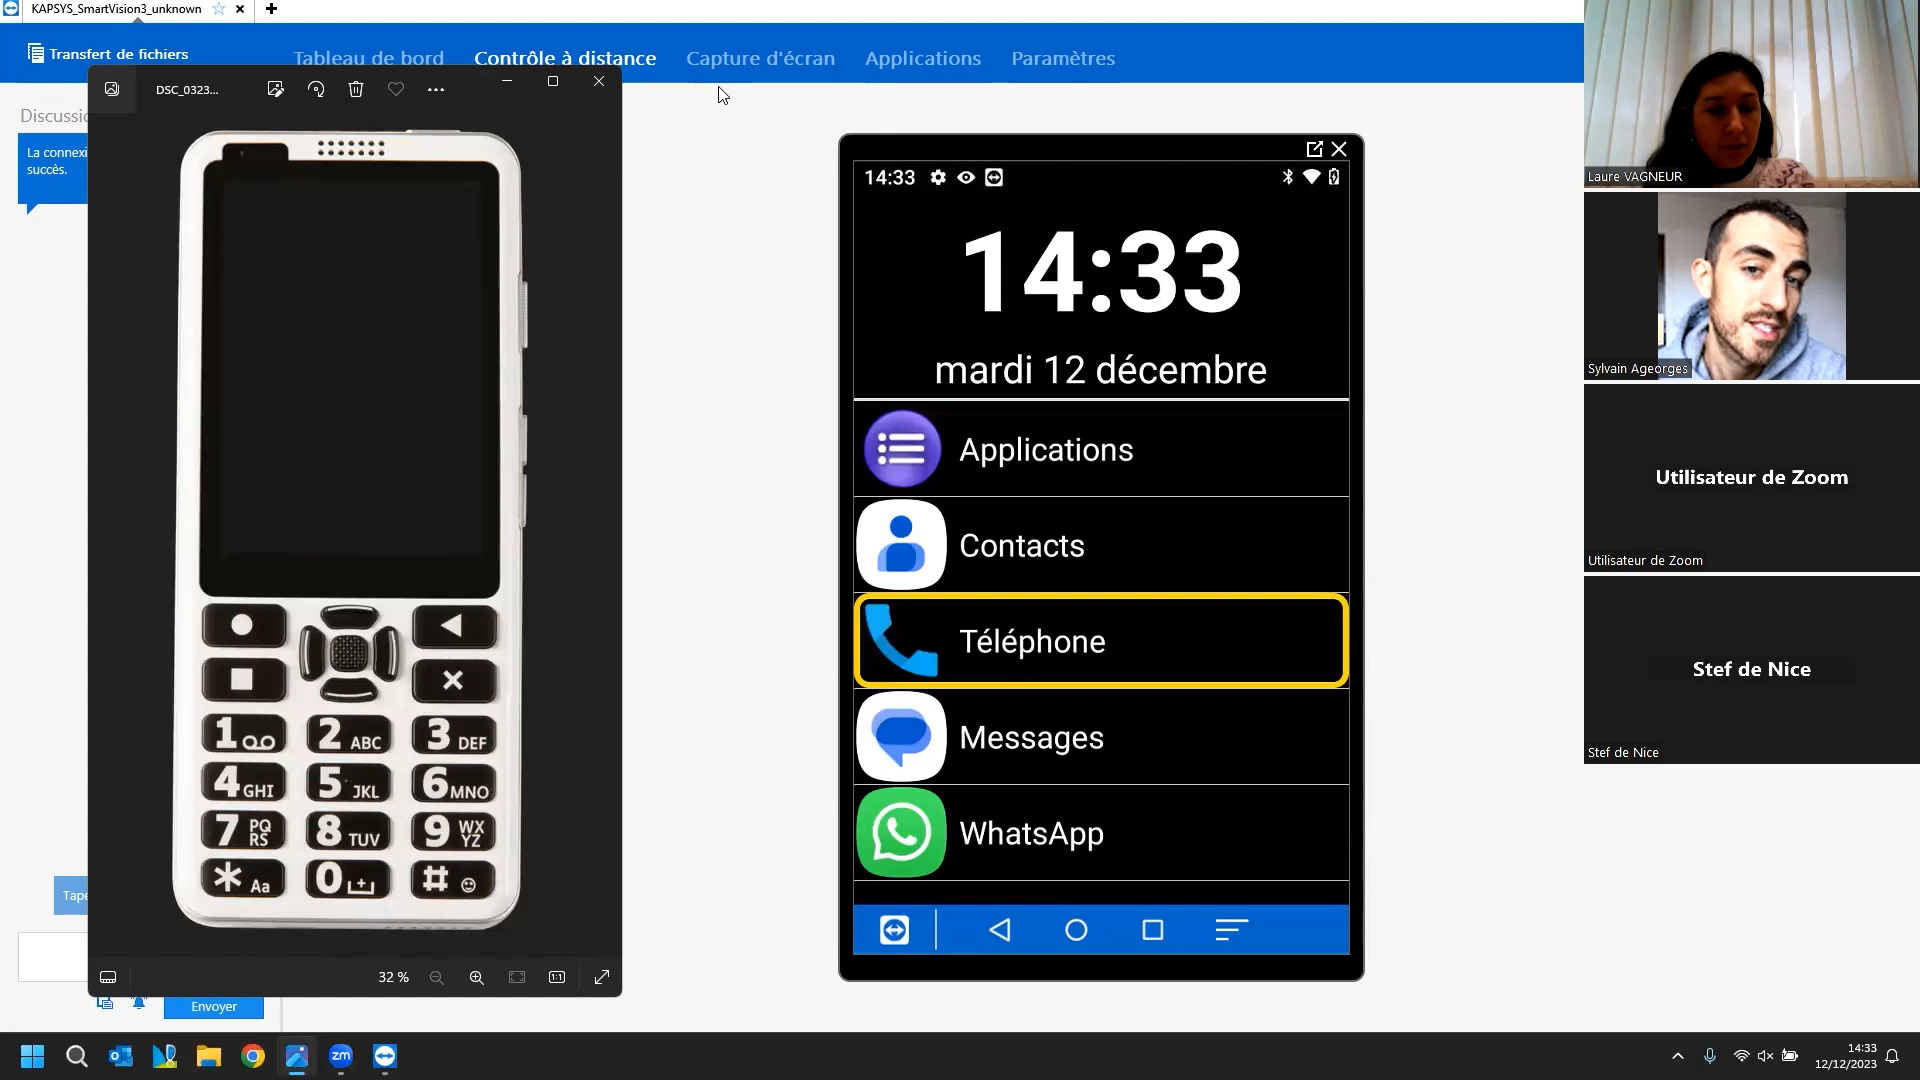 KAPSYS_SmartVision3_unknown
Transfert de fichiers
Tableau de bord
Contrôle à distance
Capture d'écran
Applications
Paramètres
Discussi
La connexi
succès.
Tape
Envoyer
DSC_0323...
1
2 ABC
3 DEF
4 GHI
5 JKL
6 MNO
7 PQ
RS
8 TUV
9 WX
YZ
* Aa
0
#
32 %
1:1
14:33
14:33
mardi 12 décembre
Applications
Contacts
Téléphone
Messages
WhatsApp
Laure VAGNEUR
Sylvain Ageorges
Utilisateur de Zoom
Utilisateur de Zoom
Stef de Nice
Stef de Nice
zm
14:33
12/12/2023